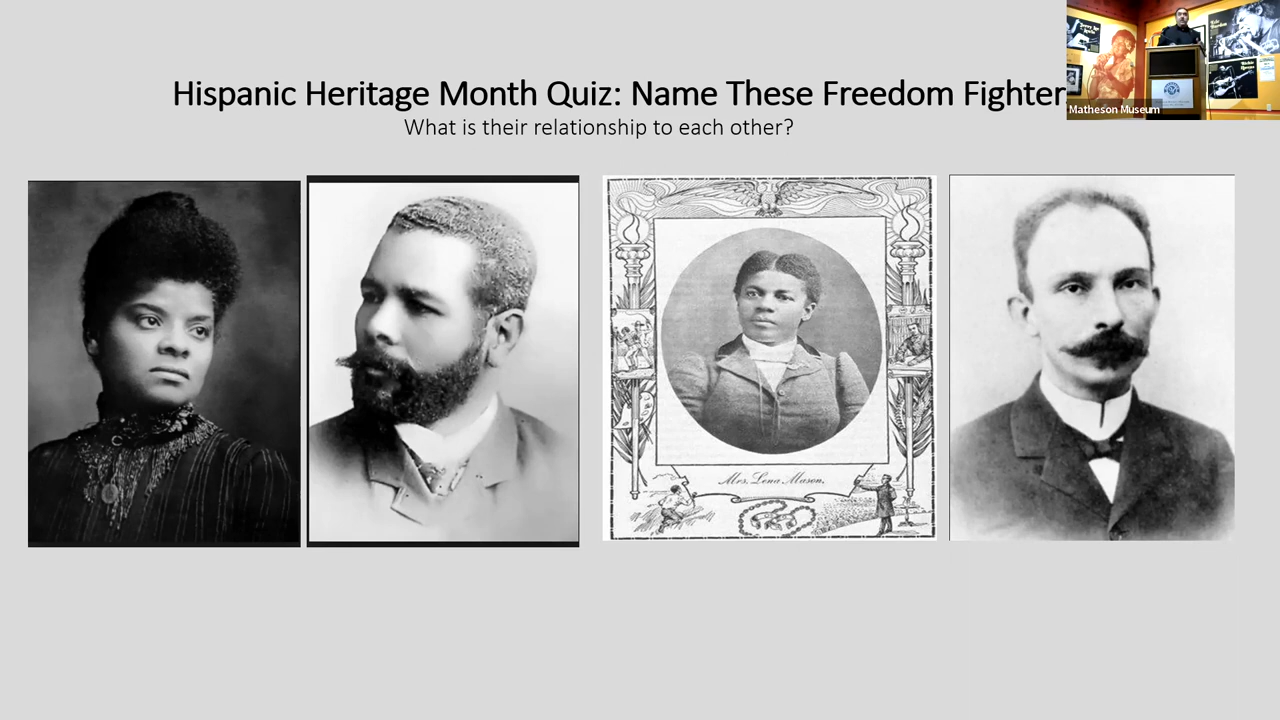 Hispanic Heritage Month Quiz: Name These Freedom Fighter
What is their relationship to each other?
Matheson Museum
Mrs. Lena Mason.